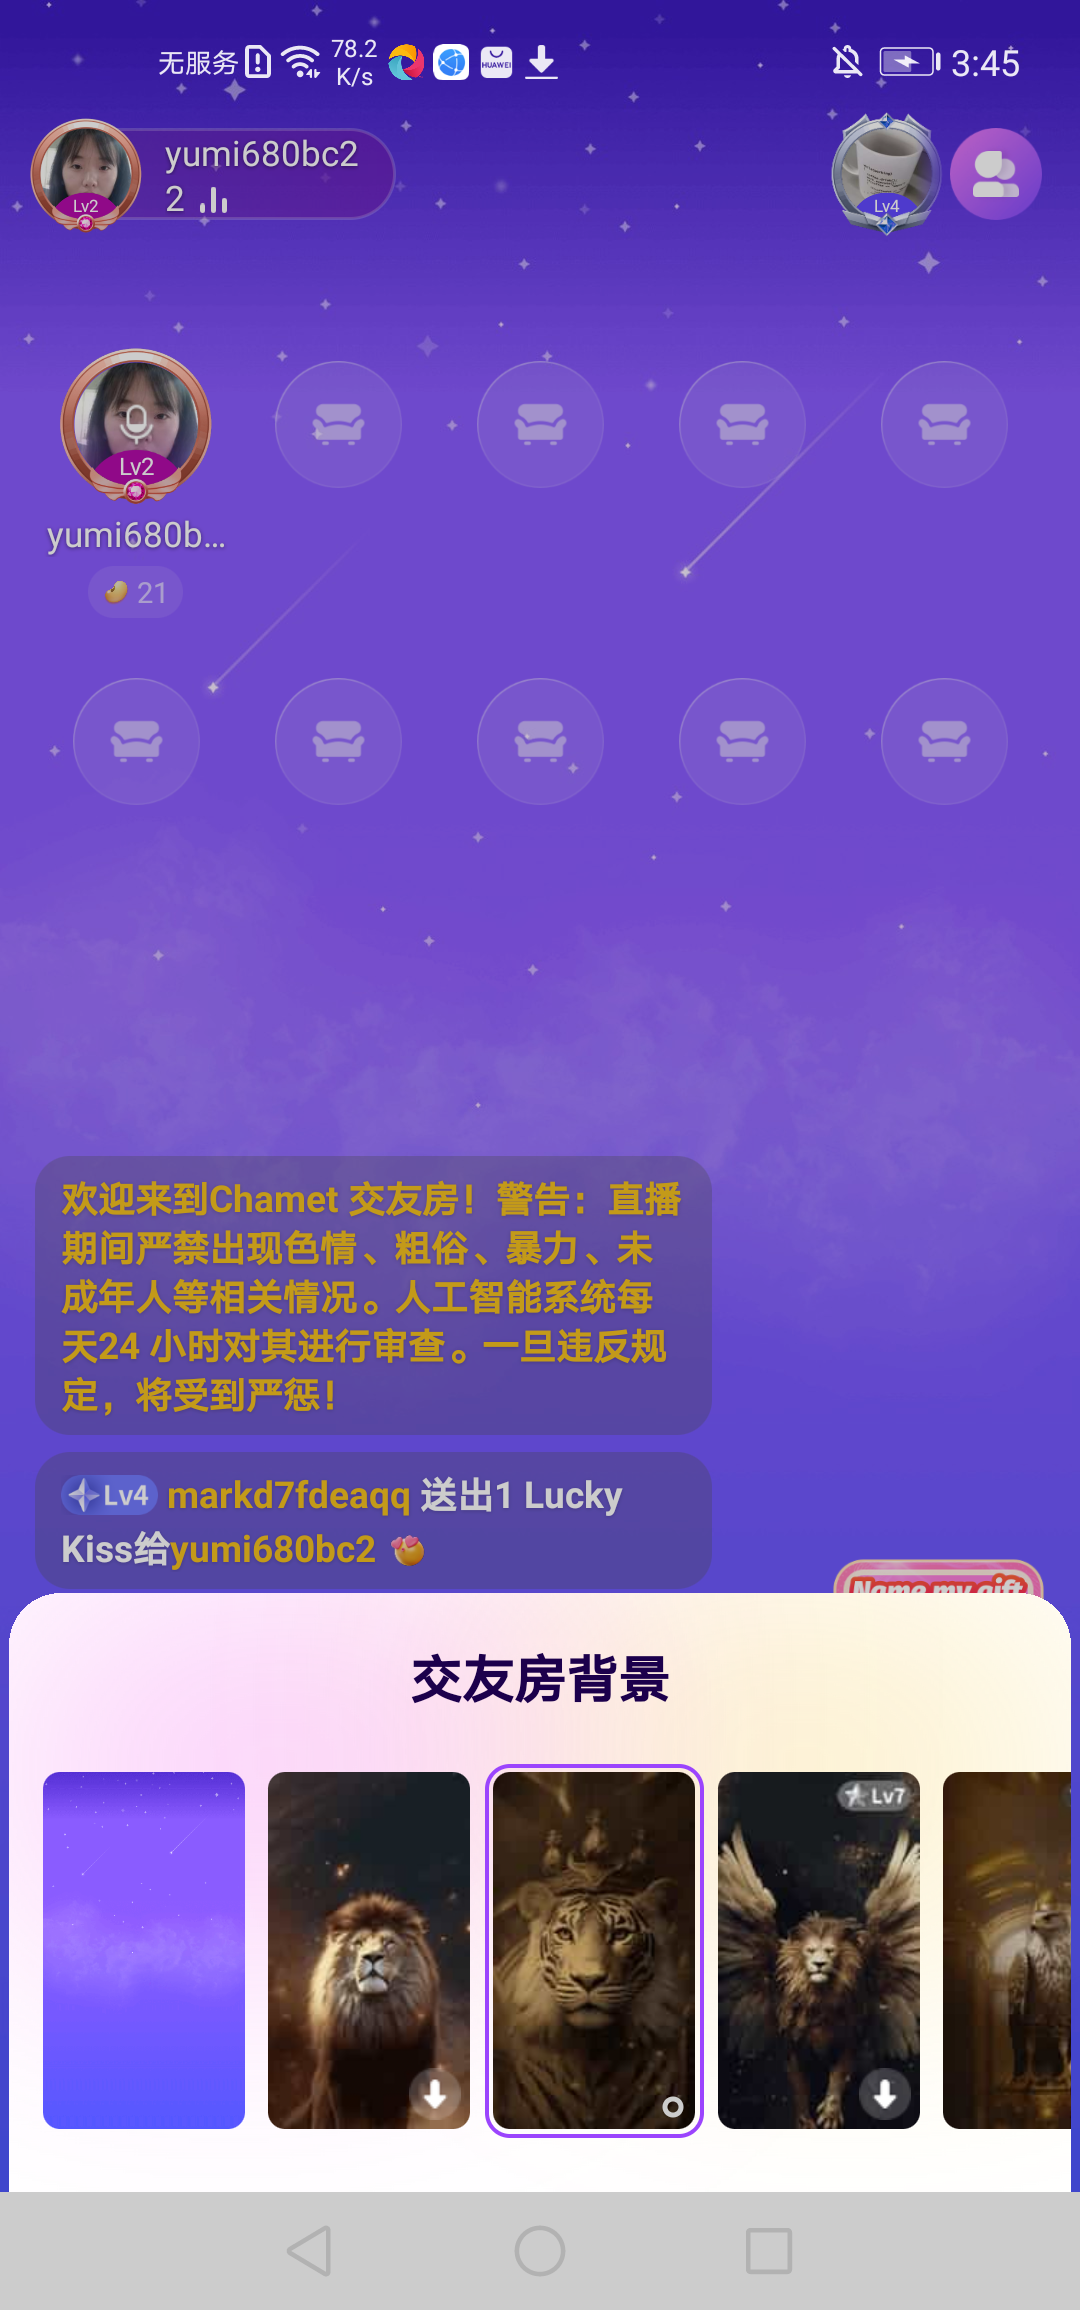 无服务 78.2 K/s HUAWEI 3:45
yumi680bc2
2
Lv2
Lv4
Lv2
yumi680b...
21
欢迎来到Chamet 交友房！警告：直播
期间严禁出现色情、粗俗、暴力、未
成年人等相关情况。人工智能系统每
天24 小时对其进行审查。一旦违反规
定，将受到严惩！
Lv4 markd7fdeaqq 送出1 Lucky
Kiss给yumi680bc2
Name my gift
交友房背景
Lv7